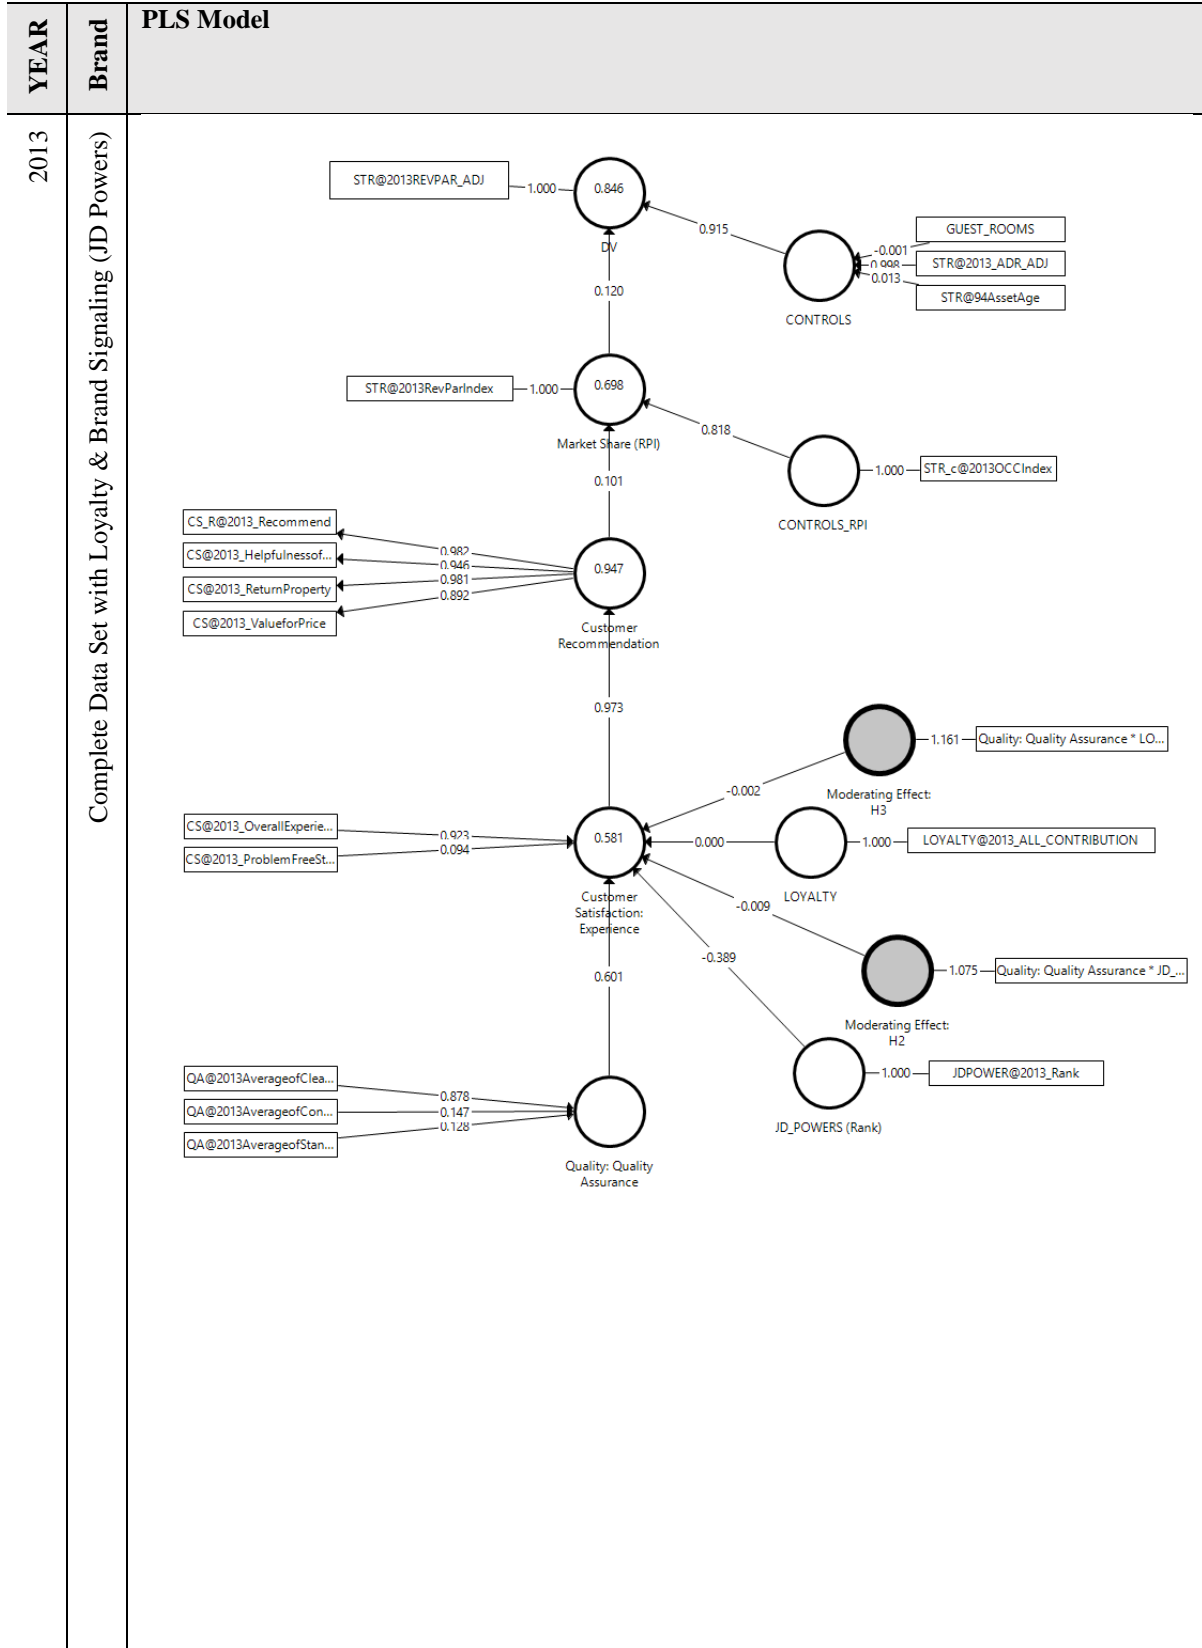 YEAR
Brand
PLS Model
2013
Complete Data Set with Loyalty & Brand Signaling (JD Powers)
STR@2013REVPAR_ADJ
1.000
0.846
DV
0.915
GUEST_ROOMS
-0.001
0.998
STR@2013_ADR_ADJ
0.013
STR@94AssetAge
CONTROLS
0.120
STR@2013RevParIndex
1.000
0.698
Market Share (RPI)
0.818
1.000
STR_c@2013OCCIndex
CONTROLS_RPI
0.101
CS_R@2013_Recommend
CS@2013_Helpfulnessof...
CS@2013_ReturnProperty
CS@2013_ValueforPrice
0.982
0.946
0.981
0.892
0.947
Customer
Recommendation
0.973
1.161
Quality: Quality Assurance * LO...
Moderating Effect:
H3
-0.002
CS@2013_OverallExperie...
CS@2013_ProblemFreeSt...
0.923
0.094
0.581
0.000
1.000
LOYALTY@2013_ALL_CONTRIBUTION
LOYALTY
Customer
Satisfaction:
Experience
-0.009
-0.389
0.601
1.075
Quality: Quality Assurance * JD_...
Moderating Effect:
H2
1.000
JDPOWER@2013_Rank
JD_POWERS (Rank)
QA@2013AverageofClea...
QA@2013AverageofCon...
QA@2013AverageofStan...
0.878
0.147
0.128
Quality: Quality
Assurance